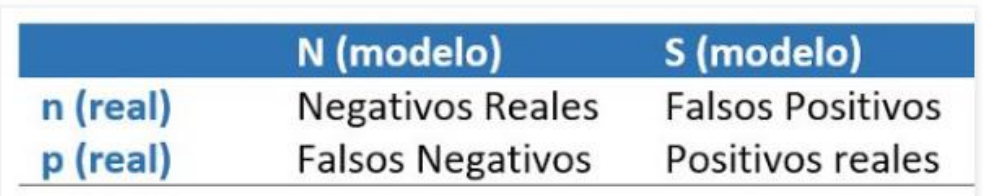 N (modelo) S (modelo)
n (real) Negativos Reales Falsos Positivos
p (real) Falsos Negativos Positivos reales